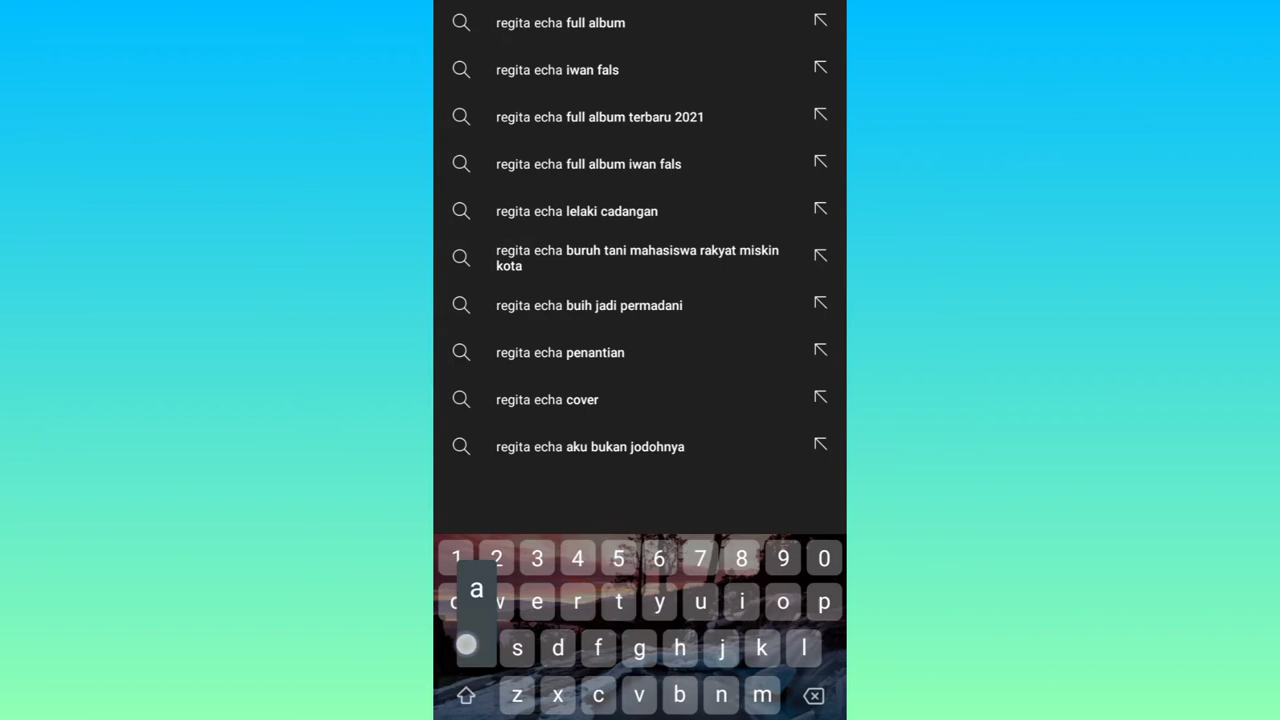 regita echa full album
regita echa iwan fals
regita echa full album terbaru 2021
regita echa full album iwan fals
regita echa lelaki cadangan
regita echa buruh tani mahasiswa rakyat miskin
kota
regita echa buih jadi permadani
regita echa penantian
regita echa cover
regita echa aku bukan jodohnya
1 2 3 4 5 6 7 8 9 0
a
w e r t y u i o p
s d f g h j k l
z x c v b n m